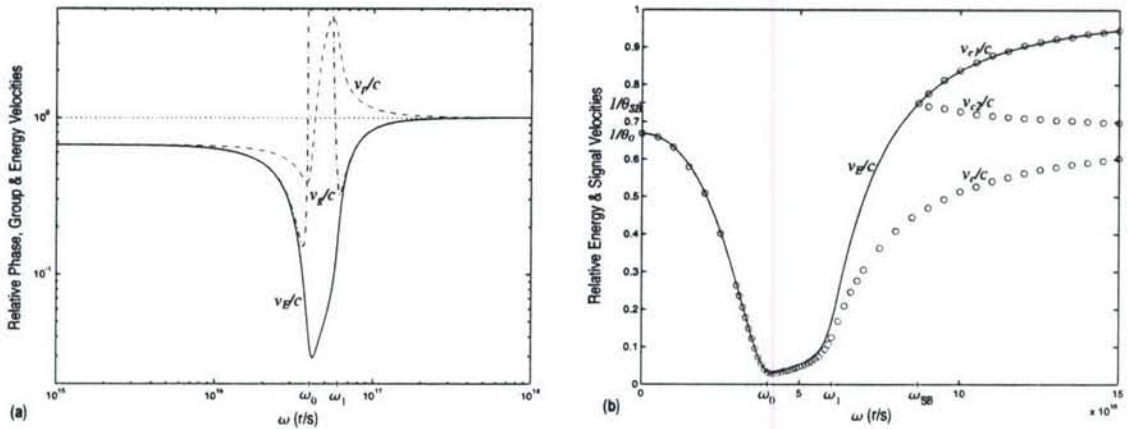 Relative Phase, Group & Energy Velocities
10⁰
10⁻¹
v_p/c
v_g/c
v_E/c
10¹⁵
10¹⁶
ω₀
ω₁
10¹⁷
10¹⁸
ω (r/s)
(a)
Relative Energy & Signal Velocities
1
0.9
0.8
1/θ_SB
0.7
1/θ₀
0.6
0.5
0.4
0.3
0.2
0.1
0
v_c1/c
v_c2/c
v_E/c
v_c/c
0
ω₀
5
ω₁
ω_SB
10
15
ω (r/s)
x 10¹⁶
(b)